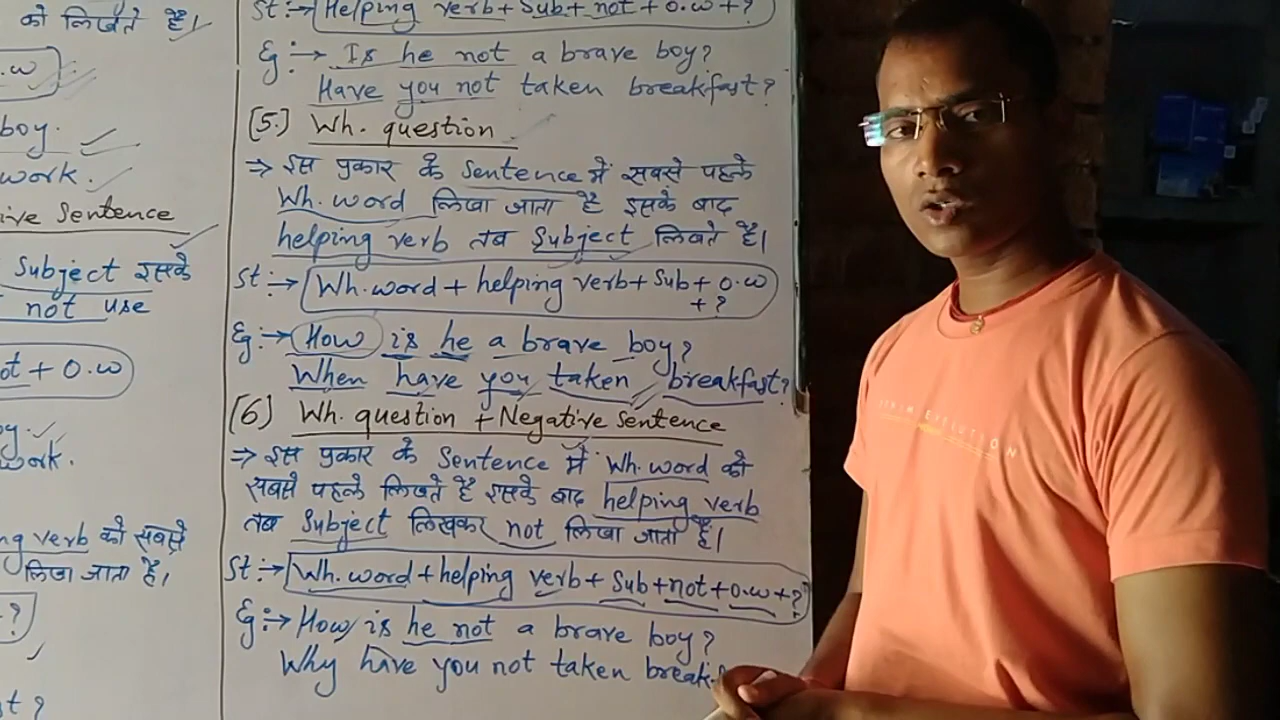 को लिखते हैं।
.w
boy.
work.
ive Sentence
Subject इसके
not use
ot + O.w
y.
work.
ng verb को सबसे
लिखा जाता है।
?
t ?
St :→ Helping verb + Sub + not + O.w + ?
Eg :→ Is he not a brave boy?
Have you not taken breakfast?
(5.) Wh. question
⇒ इस प्रकार के Sentence में सबसे पहले
Wh. word लिखा जाता है इसके बाद
helping verb तब Subject लिखते हैं।
St :→ Wh. word + helping verb + Sub + O.w
+ ?
Eg :→ How is he a brave boy?
When have you taken breakfast?
(6) Wh. question + Negative Sentence
⇒ इस प्रकार के Sentence में Wh. word को
सबसे पहले लिखते हैं इसके बाद helping verb
तब Subject लिखकर not लिखा जाता है।
St :→ Wh. word + helping verb + Sub + not + O.w + ?
Eg :→ How is he not a brave boy?
Why have you not taken break